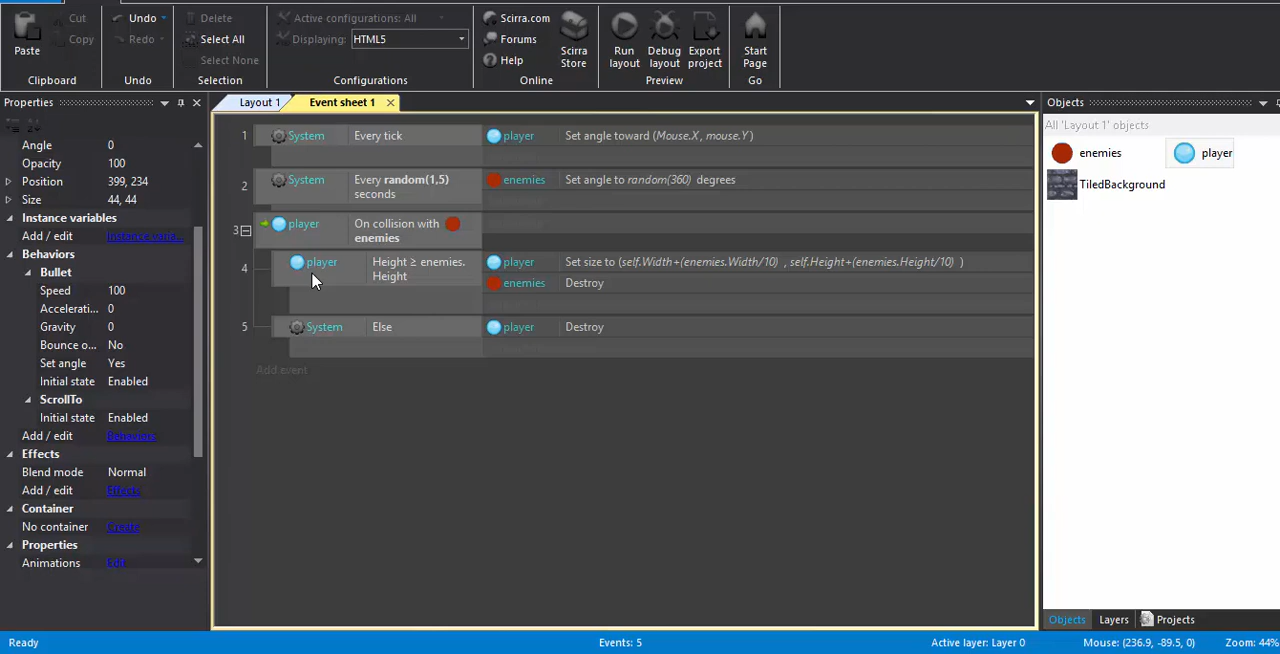 Cut
Undo
Delete
Active configurations: All
Scirra.com
Copy
Redo
Select All
Displaying: HTML5
Forums
Paste
Select None
Help
Scirra
Store
Run
layout
Debug
layout
Export
project
Start
Page
Clipboard
Undo
Selection
Configurations
Online
Preview
Go
Properties
Layout 1
Event sheet 1
Objects
Angle 0
Opacity 100
Position 399, 234
Size 44, 44
Instance variables
Add / edit Instance varia...
Behaviors
Bullet
Speed 100
Accelerati... 0
Gravity 0
Bounce o... No
Set angle Yes
Initial state Enabled
ScrollTo
Initial state Enabled
Add / edit Behaviors
Effects
Blend mode Normal
Add / edit Effects
Container
No container Create
Properties
Animations Edit
1 System Every tick player Set angle toward (Mouse.X, mouse.Y)
2 System Every random(1,5)
seconds enemies Set angle to random(360) degrees
3 player On collision with
enemies
4 player Height ≥ enemies.
Height player Set size to (self.Width+(enemies.Width/10) , self.Height+(enemies.Height/10) )
enemies Destroy
5 System Else player Destroy
Add event
All 'Layout 1' objects
enemies player
TiledBackground
Objects Layers Projects
Ready Events: 5 Active layer: Layer 0 Mouse: (236.9, -89.5, 0) Zoom: 44%